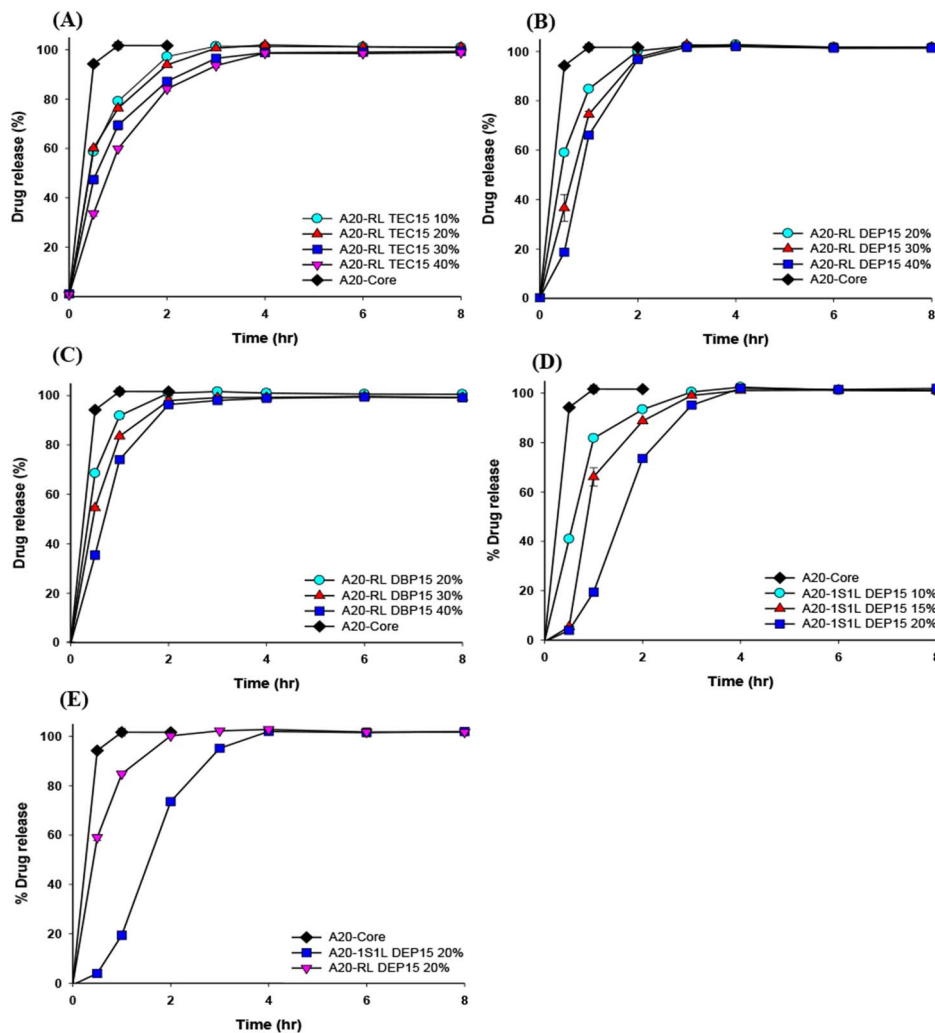 (A)
Drug release (%)
100
80
60
40
20
0
A20-RL TEC15 10%
A20-RL TEC15 20%
A20-RL TEC15 30%
A20-RL TEC15 40%
A20-Core
0 2 4 6 8
Time (hr)
(B)
Drug release (%)
100
80
60
40
20
0
A20-RL DEP15 20%
A20-RL DEP15 30%
A20-RL DEP15 40%
A20-Core
0 2 4 6 8
Time (hr)
(C)
Drug release (%)
100
80
60
40
20
0
A20-RL DBP15 20%
A20-RL DBP15 30%
A20-RL DBP15 40%
A20-Core
0 2 4 6 8
Time (hr)
(D)
% Drug release
100
80
60
40
20
0
A20-Core
A20-1S1L DEP15 10%
A20-1S1L DEP15 15%
A20-1S1L DEP15 20%
0 2 4 6 8
Time (hr)
(E)
% Drug release
100
80
60
40
20
0
A20-Core
A20-1S1L DEP15 20%
A20-RL DEP15 20%
0 2 4 6 8
Time (hr)